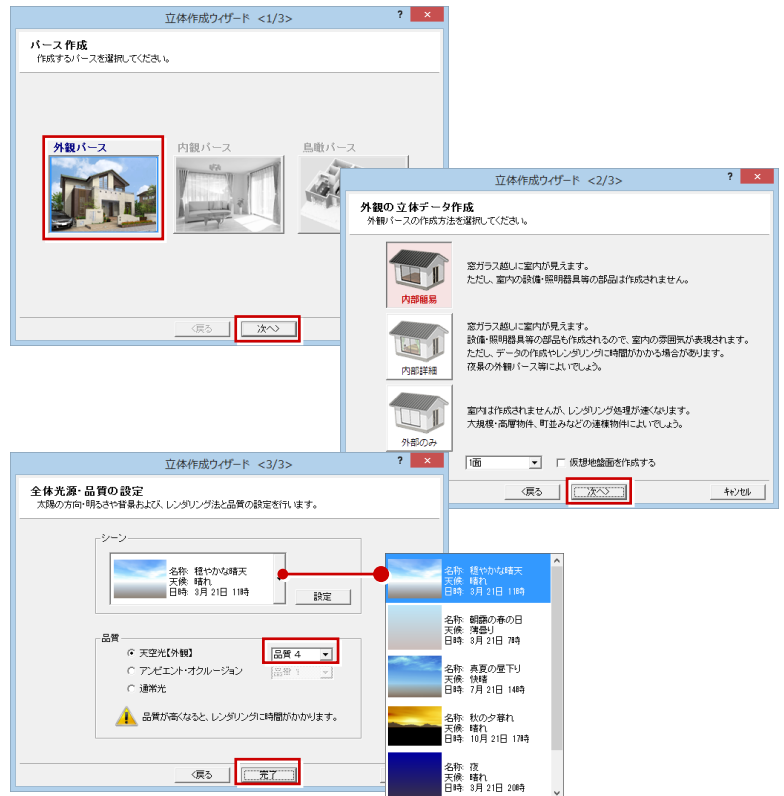 立体作成ウィザード <1/3>
?
×
パース作成
作成するパースを選択してください。
外観パース
内観パース
鳥瞰パース
<戻る
次へ>
立体作成ウィザード <2/3>
?
×
外観の立体データ作成
外観パースの作成方法を選択してください。
内部簡易
窓ガラス越しに室内が見えます。
ただし、室内の設備・照明器具等の部品は作成されません。
内部詳細
窓ガラス越しに室内が見えます。
設備・照明器具等の部品も作成されるので、室内の雰囲気が表現されます。
ただし、データの作成やレンダリングに時間がかかる場合があります。
夜景の外観パース等によいでしょう。
外部のみ
室内は作成されませんが、レンダリング処理が速くなります。
大規模・高層物件、町並みなどの連棟物件によいでしょう。
1面
仮想地盤面を作成する
<戻る
次へ>
キャンセル
立体作成ウィザード <3/3>
?
×
全体光源・品質の設定
太陽の方向・明るさや背景および、レンダリング法と品質の設定を行います。
シーン
名称: 穏やかな晴天
天候: 晴れ
日時: 3月 21日 11時
設定
品質
天空光【外観】
品質 4
アンビエント・オクルージョン
品質 1
通常光
品質が高くなると、レンダリングに時間がかかります。
<戻る
完了
名称: 穏やかな晴天
天候: 晴れ
日時: 3月 21日 11時
名称: 朝靄の春の日
天候: 薄曇り
日時: 3月 21日 7時
名称: 真夏の昼下り
天候: 快晴
日時: 7月 21日 14時
名称: 秋の夕暮れ
天候: 晴れ
日時: 10月 21日 17時
名称: 夜
天候: 晴れ
日時: 3月 21日 20時